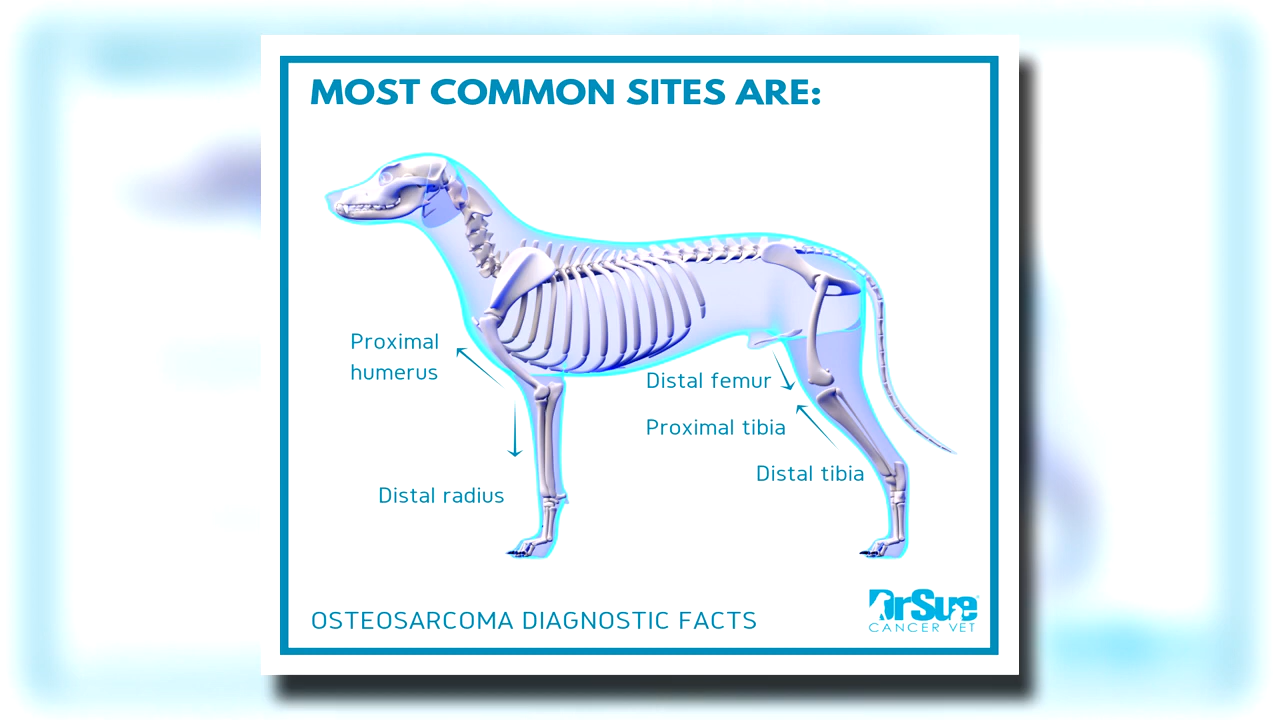 MOST COMMON SITES ARE:
Proximal
humerus
Distal femur
Proximal tibia
Distal tibia
Distal radius
OSTEOSARCOMA DIAGNOSTIC FACTS
DrSue
CANCER VET